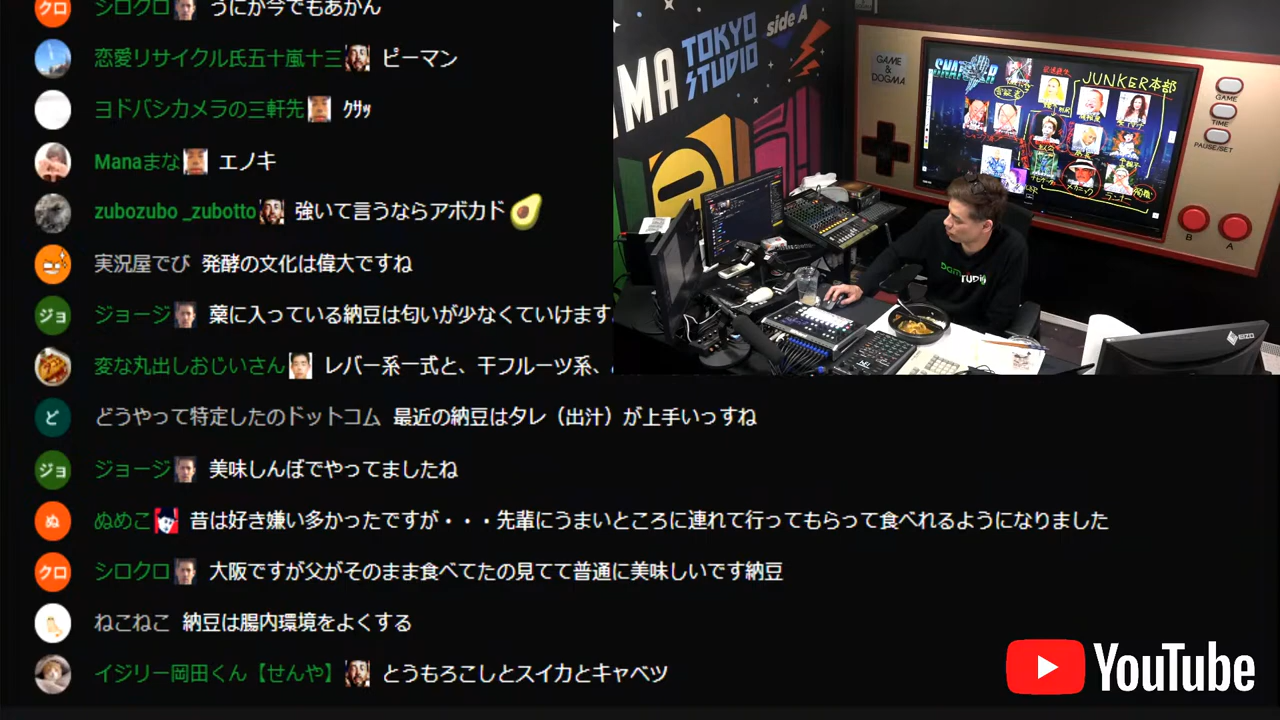 シロクロ うにが今でもあかん
恋愛リサイクル氏五十嵐十三 ピーマン
ヨドバシカメラの三軒先 ｸｻｯ
Manaまな エノキ
zubozubo _zubotto 強いて言うならアボカド🥑
実況屋でび 発酵の文化は偉大ですね
ジョージ 藁に入っている納豆は匂いが少なくていけます
変な丸出しおじいさん レバー系一式と、干フルーツ系、
どうやって特定したのドットコム 最近の納豆はタレ（出汁）が上手いっすね
ジョージ 美味しんぼでやってましたね
ぬめこ 昔は好き嫌い多かったですが・・・先輩にうまいところに連れて行ってもらって食べれるようになりました
シロクロ 大阪ですが父がそのまま食べてたの見てて普通に美味しいです納豆
ねこねこ 納豆は腸内環境をよくする
イジリー岡田くん【せんや】 とうもろこしとスイカとキャベツ
クロ
ジョ
ど
ジョ
ぬ
クロ
TOKYO
STUDIO
side A
GAME
&
DOGMA
SNATCHER
JUNKER本部
GAME
TIME
PAUSE/SET
B
A
EIZO
YouTube